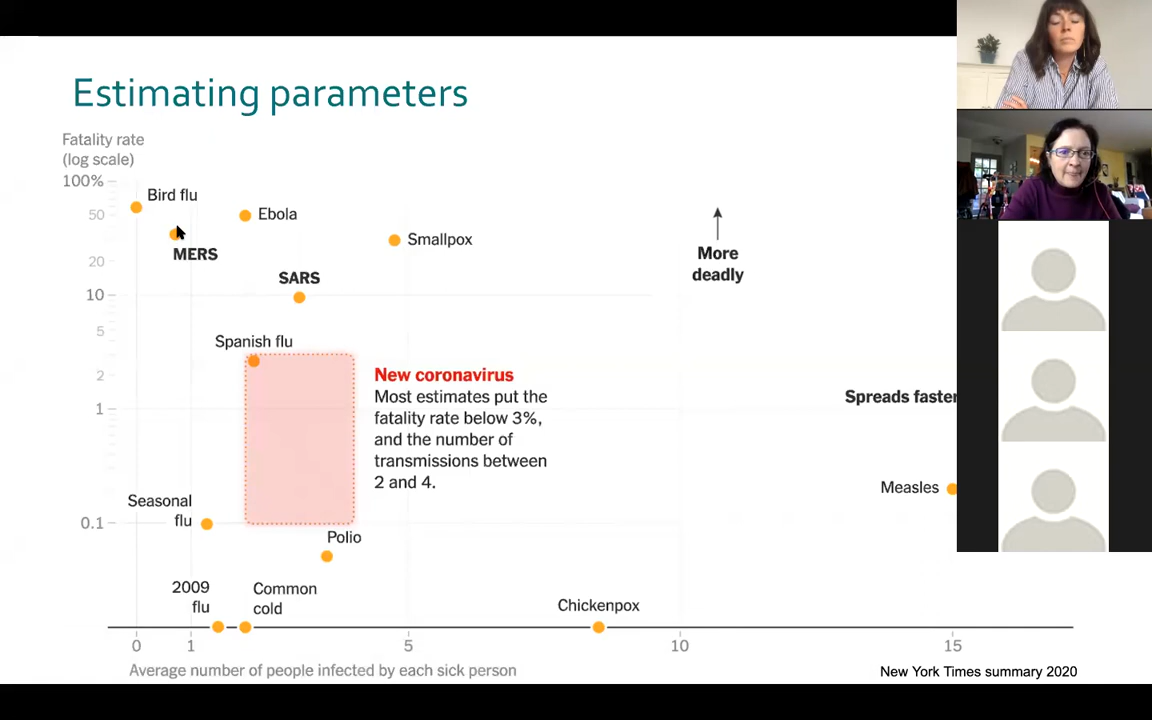 Estimating parameters
Fatality rate
(log scale)
100%
50
20
10
5
2
1
0.1
Bird flu
MERS
Ebola
Smallpox
SARS
More
deadly
Spanish flu
New coronavirus
Most estimates put the
fatality rate below 3%,
and the number of
transmissions between
2 and 4.
Spreads faster
Measles
Seasonal
flu
Polio
2009
flu
Common
cold
Chickenpox
0
1
5
10
15
Average number of people infected by each sick person
New York Times summary 2020